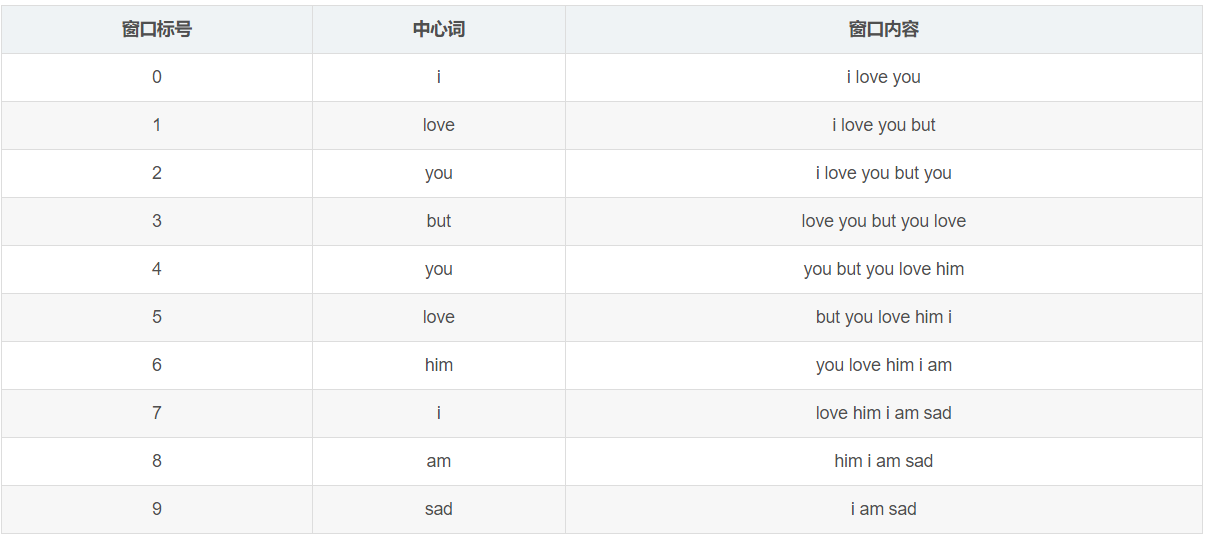 窗口标号 中心词 窗口内容
0 i i love you
1 love i love you but
2 you i love you but you
3 but love you but you love
4 you you but you love him
5 love but you love him i
6 him you love him i am
7 i love him i am sad
8 am him i am sad
9 sad i am sad